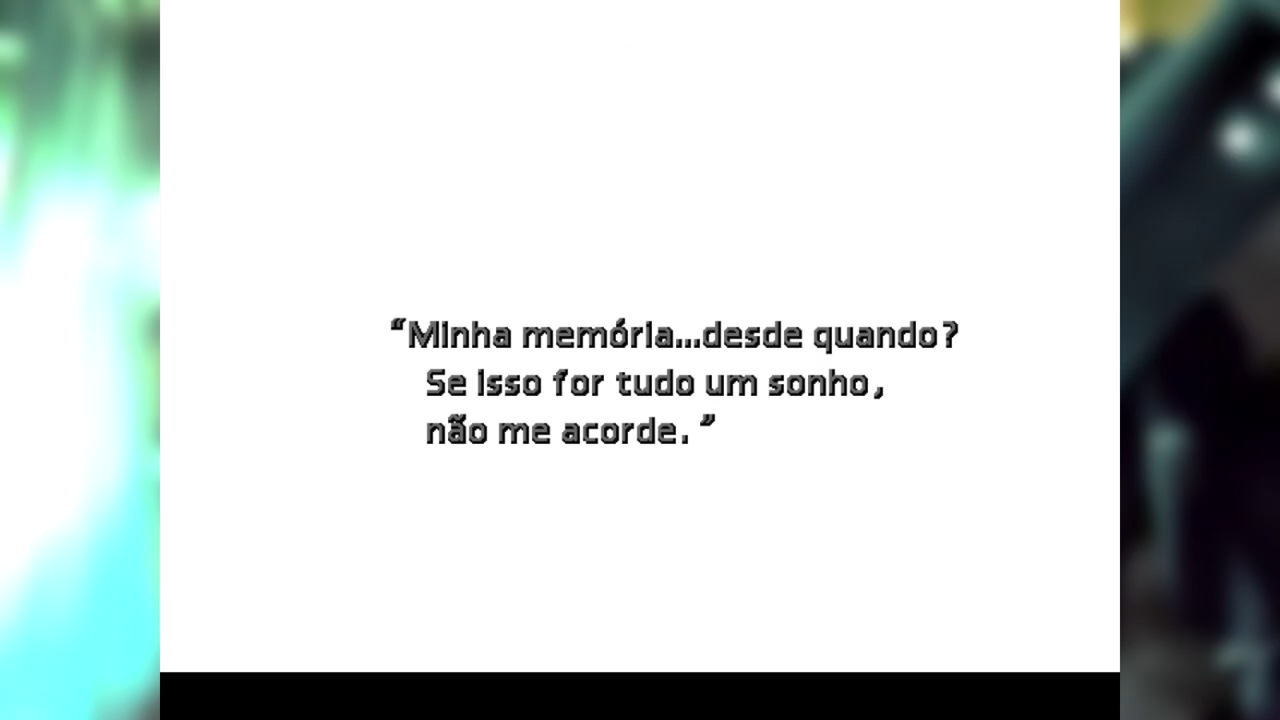 “Minha memória...desde quando?
Se isso for tudo um sonho,
não me acorde. ”